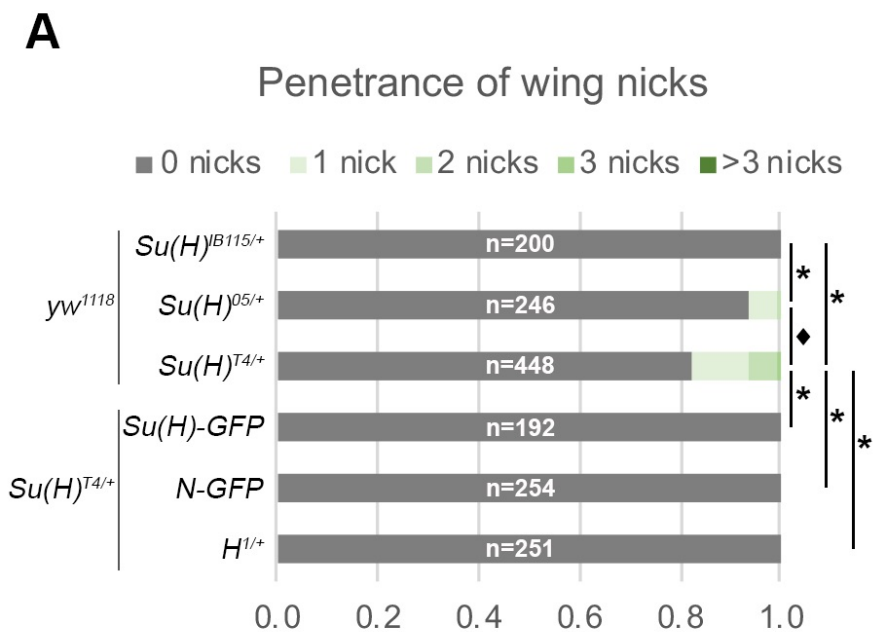 A
Penetrance of wing nicks
0 nicks 1 nick 2 nicks 3 nicks >3 nicks
yw1118
Su(H)IB115/+ n=200 *
Su(H)05/+ n=246 *
Su(H)T4/+ n=448 ♦
Su(H)T4/+
Su(H)-GFP n=192 * *
N-GFP n=254 *
H1/+ n=251
0.0 0.2 0.4 0.6 0.8 1.0